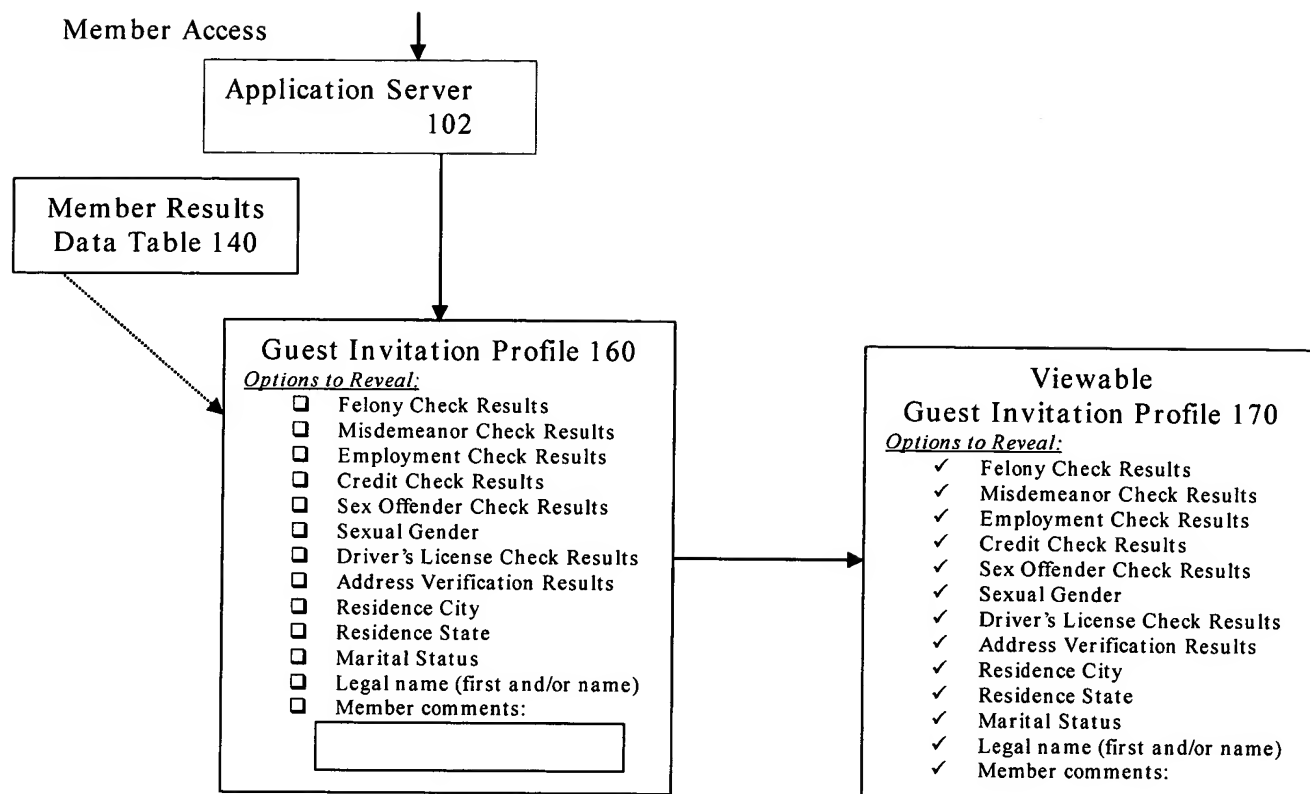 Member Access
Application Server
102
Member Results
Data Table 140
Guest Invitation Profile 160
Options to Reveal:
❑ Felony Check Results
❑ Misdemeanor Check Results
❑ Employment Check Results
❑ Credit Check Results
❑ Sex Offender Check Results
❑ Sexual Gender
❑ Driver's License Check Results
❑ Address Verification Results
❑ Residence City
❑ Residence State
❑ Marital Status
❑ Legal name (first and/or name)
❑ Member comments:
Viewable
Guest Invitation Profile 170
Options to Reveal:
✓ Felony Check Results
✓ Misdemeanor Check Results
✓ Employment Check Results
✓ Credit Check Results
✓ Sex Offender Check Results
✓ Sexual Gender
✓ Driver's License Check Results
✓ Address Verification Results
✓ Residence City
✓ Residence State
✓ Marital Status
✓ Legal name (first and/or name)
✓ Member comments: